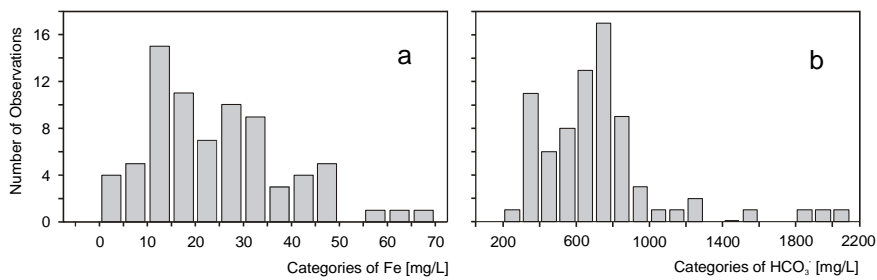 Number of Observations
16
12
8
4
0
a
0 10 20 30 40 50 60 70
Categories of Fe [mg/L]
b
200 600 1000 1400 1800 2200
Categories of HCO₃⁻ [mg/L]